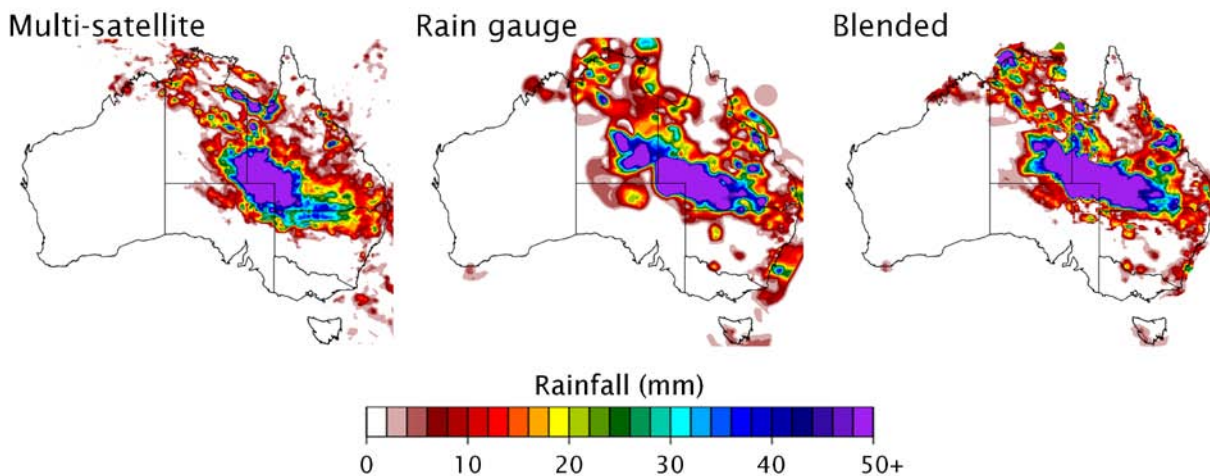 Multi-satellite
Rain gauge
Blended
Rainfall (mm)
0 10 20 30 40 50+